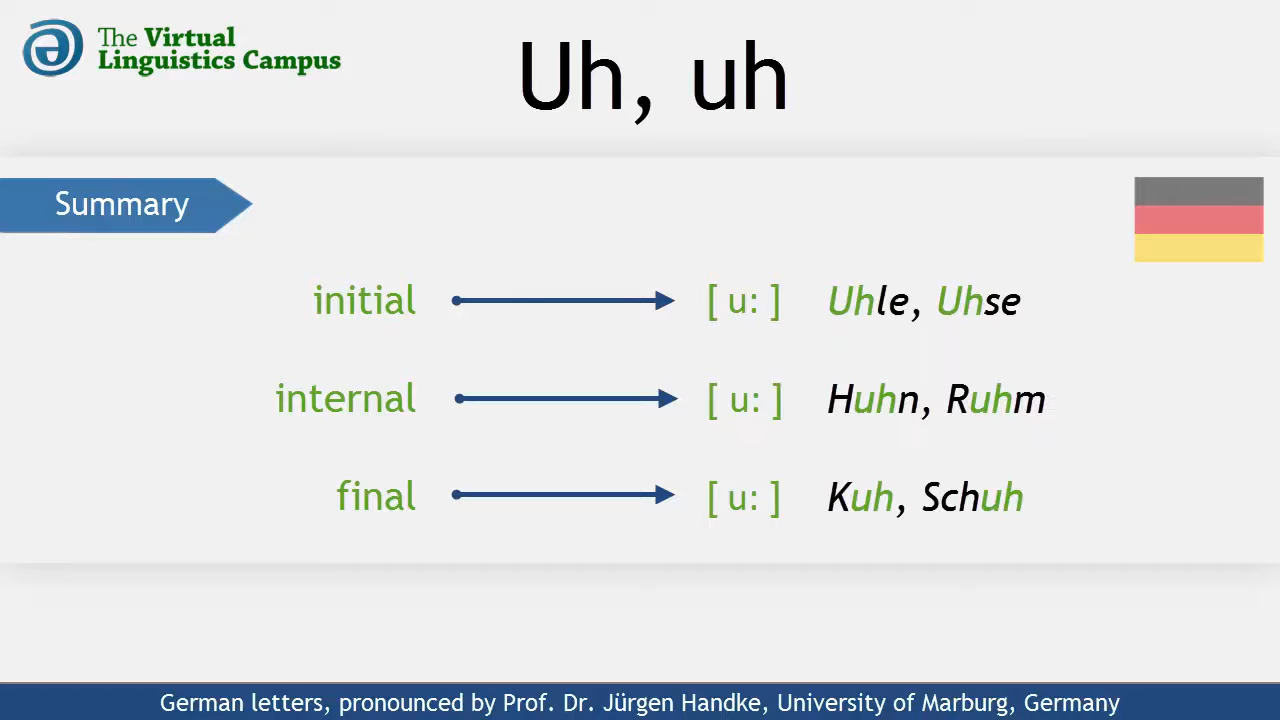 The Virtual
Linguistics Campus
Uh, uh
Summary
initial [ u: ] Uhle, Uhse
internal [ u: ] Huhn, Ruhm
final [ u: ] Kuh, Schuh
German letters, pronounced by Prof. Dr. Jürgen Handke, University of Marburg, Germany